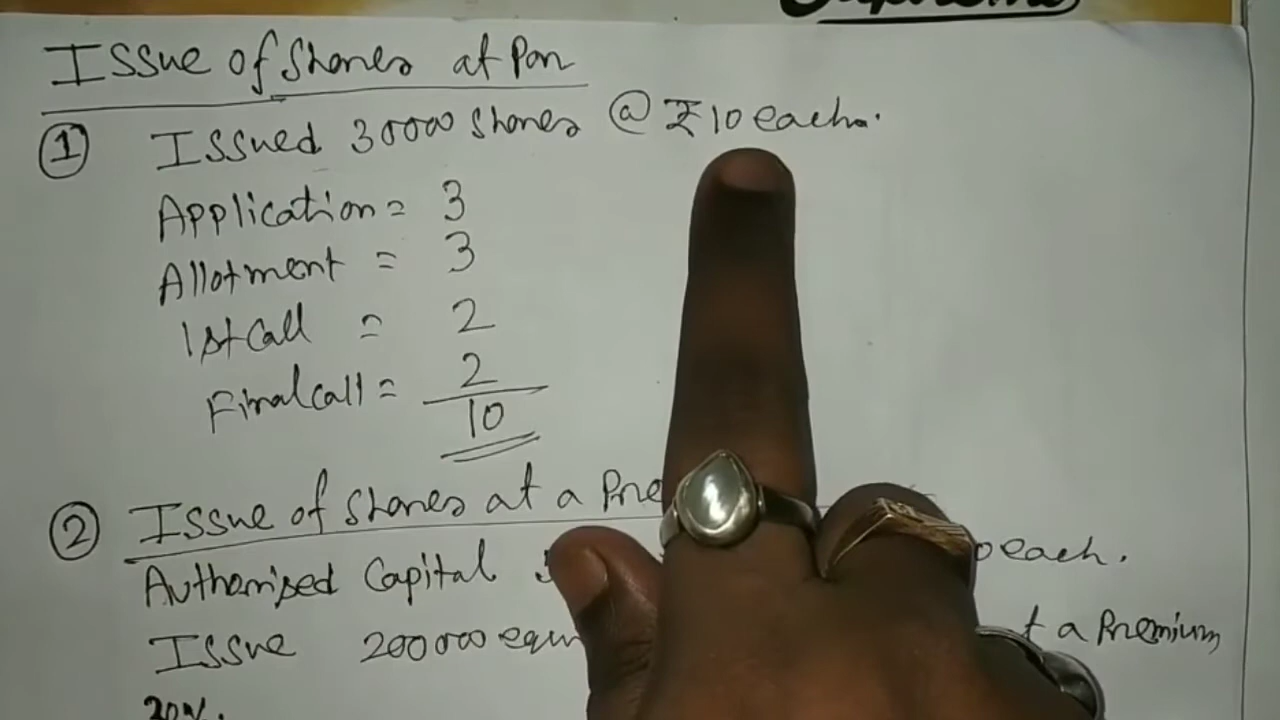 Issue of Shares at Par
① Issued 30000 Shares @ ₹10 each.
Application = 3
Allotment = 3
1st Call = 2
Final Call = 2
10
② Issue of Shares at a Pre
Authorised Capital each.
Issue 200000 equ t a Premium
20%.